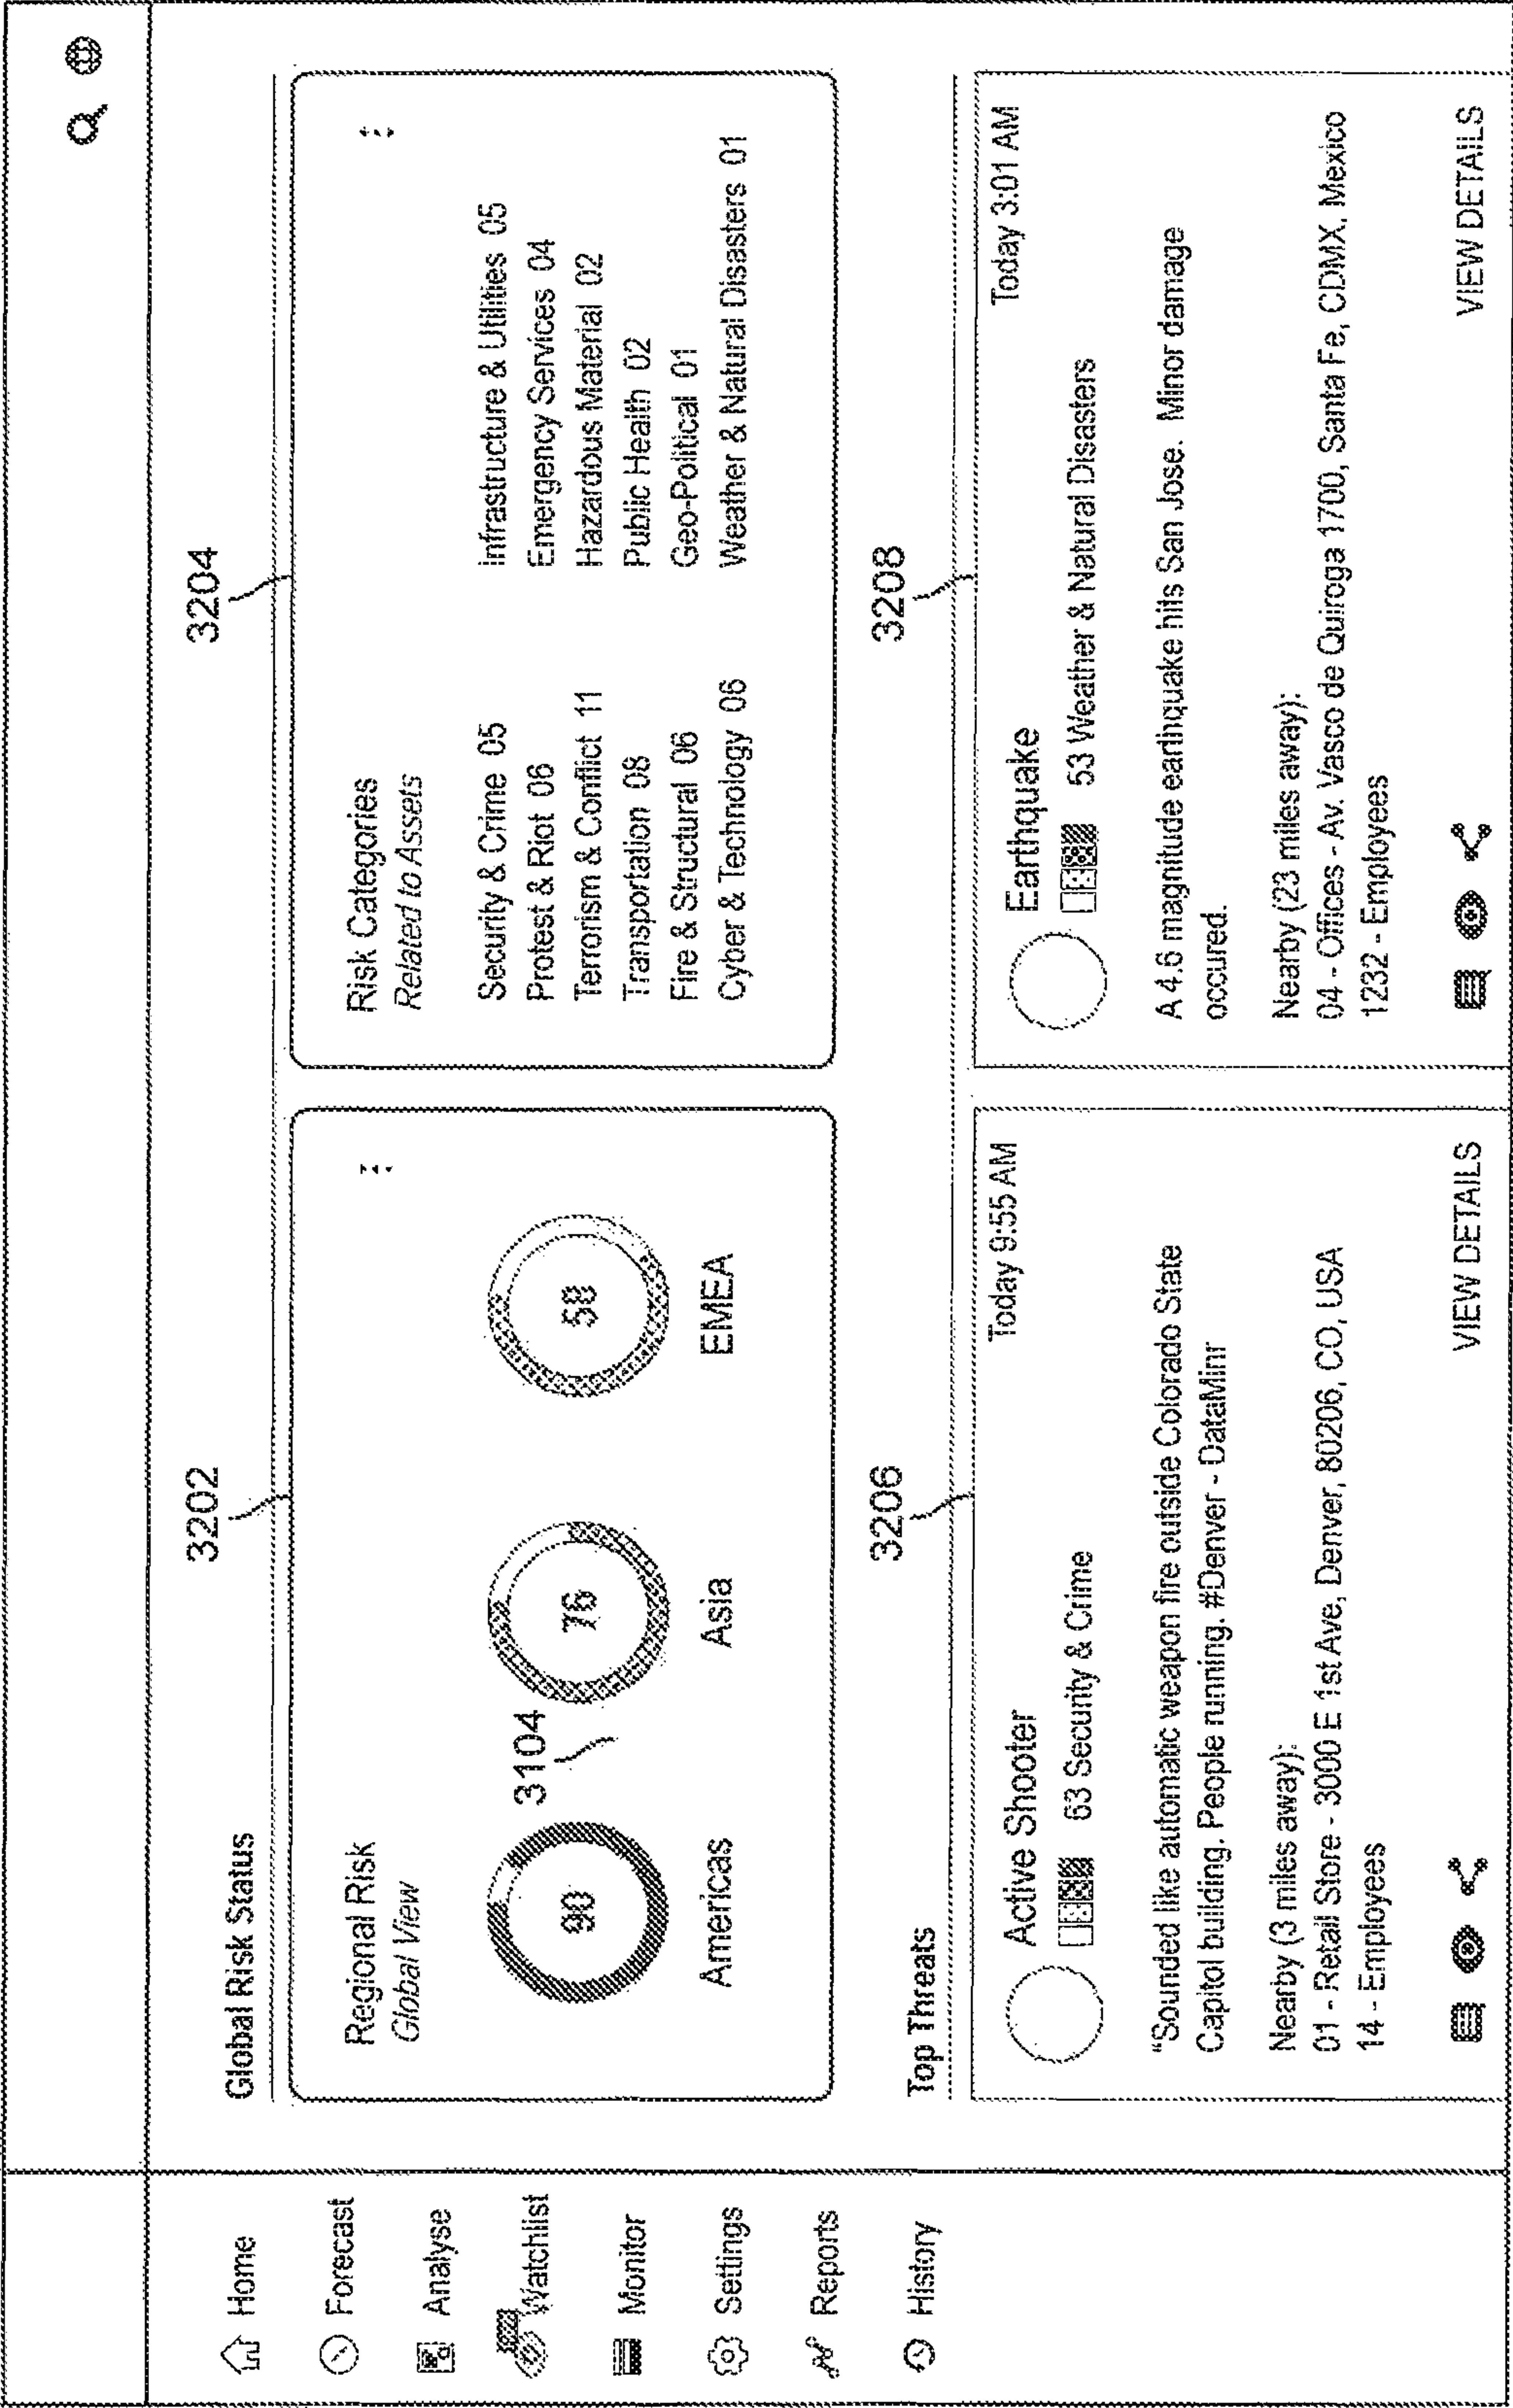 Home
Forecast
Analyse
Watchlist
Monitor
Settings
Reports
History
Global Risk Status
3202
Regional Risk
Global View
3104
90
76
58
Americas
Asia
EMEA
3204
Risk Categories
Related to Assets
Security & Crime 05
Protest & Riot 06
Terrorism & Conflict 11
Transportation 08
Fire & Structural 06
Cyber & Technology 06
Infrastructure & Utilities 05
Emergency Services 04
Hazardous Material 02
Public Health 02
Geo-Political 01
Weather & Natural Disasters 01
Top Threats
3206
Active Shooter
Today 9:55 AM
63 Security & Crime
“Sounded like automatic weapon fire outside Colorado State
Capitol building. People running. #Denver - DataMinr
Nearby (3 miles away):
01 - Retail Store - 3000 E 1st Ave, Denver, 80206, CO, USA
14 - Employees
VIEW DETAILS
3208
Earthquake
Today 3:01 AM
53 Weather & Natural Disasters
A 4.6 magnitude earthquake hits San Jose. Minor damage
occured.
Nearby (23 miles away):
04 - Offices - Av. Vasco de Quiroga 1700, Santa Fe, CDMX, Mexico
1232 - Employees
VIEW DETAILS